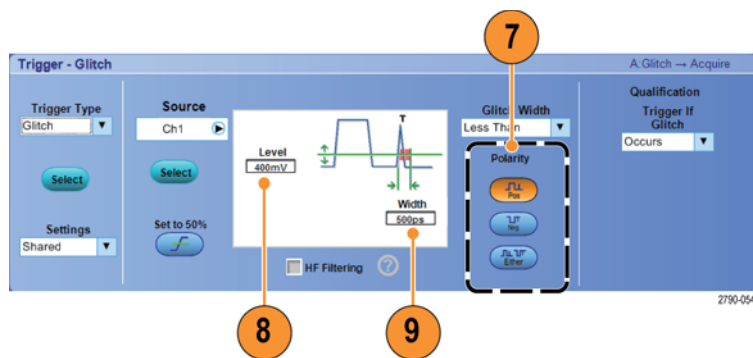 7
Trigger - Glitch
A:Glitch → Acquire
Trigger Type
Glitch
Select
Settings
Shared
Source
Ch1
Select
Set to 50%
Level
400mV
T
Width
500ps
HF Filtering
?
Glitch Width
Less Than
Polarity
Pos
Neg
Either
Qualification
Trigger If
Glitch
Occurs
8
9
2790-054